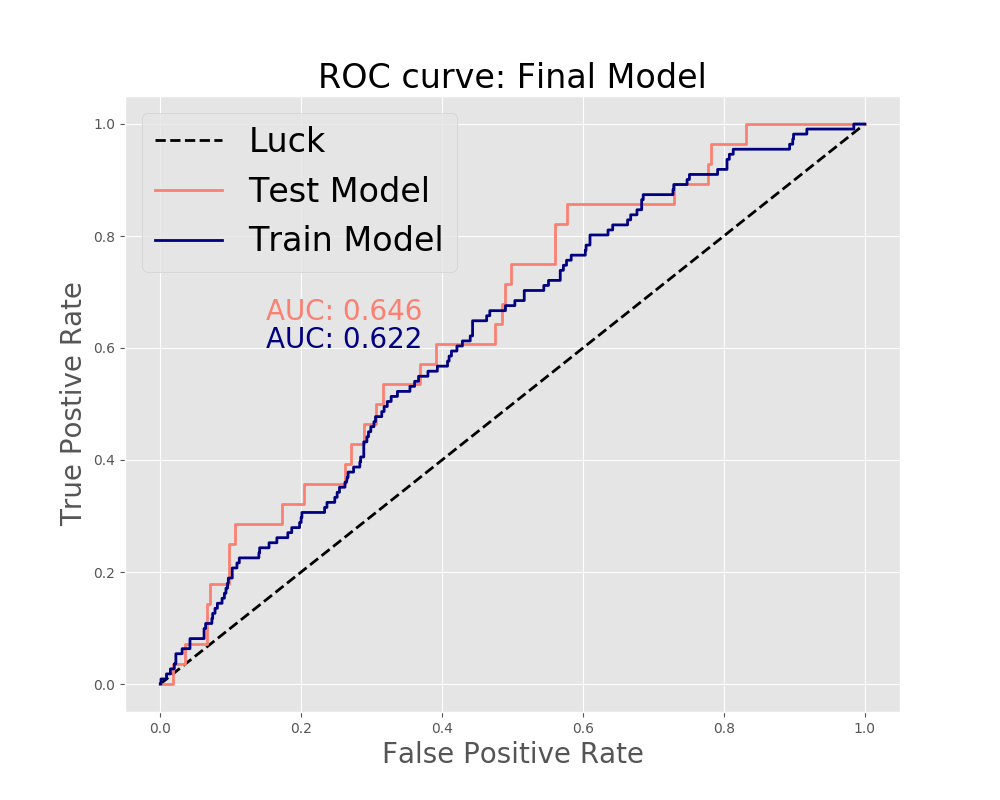 ROC curve: Final Model
Luck
Test Model
Train Model
AUC: 0.646
AUC: 0.622
True Postive Rate
1.0
0.8
0.6
0.4
0.2
0.0
0.0 0.2 0.4 0.6 0.8 1.0
False Positive Rate